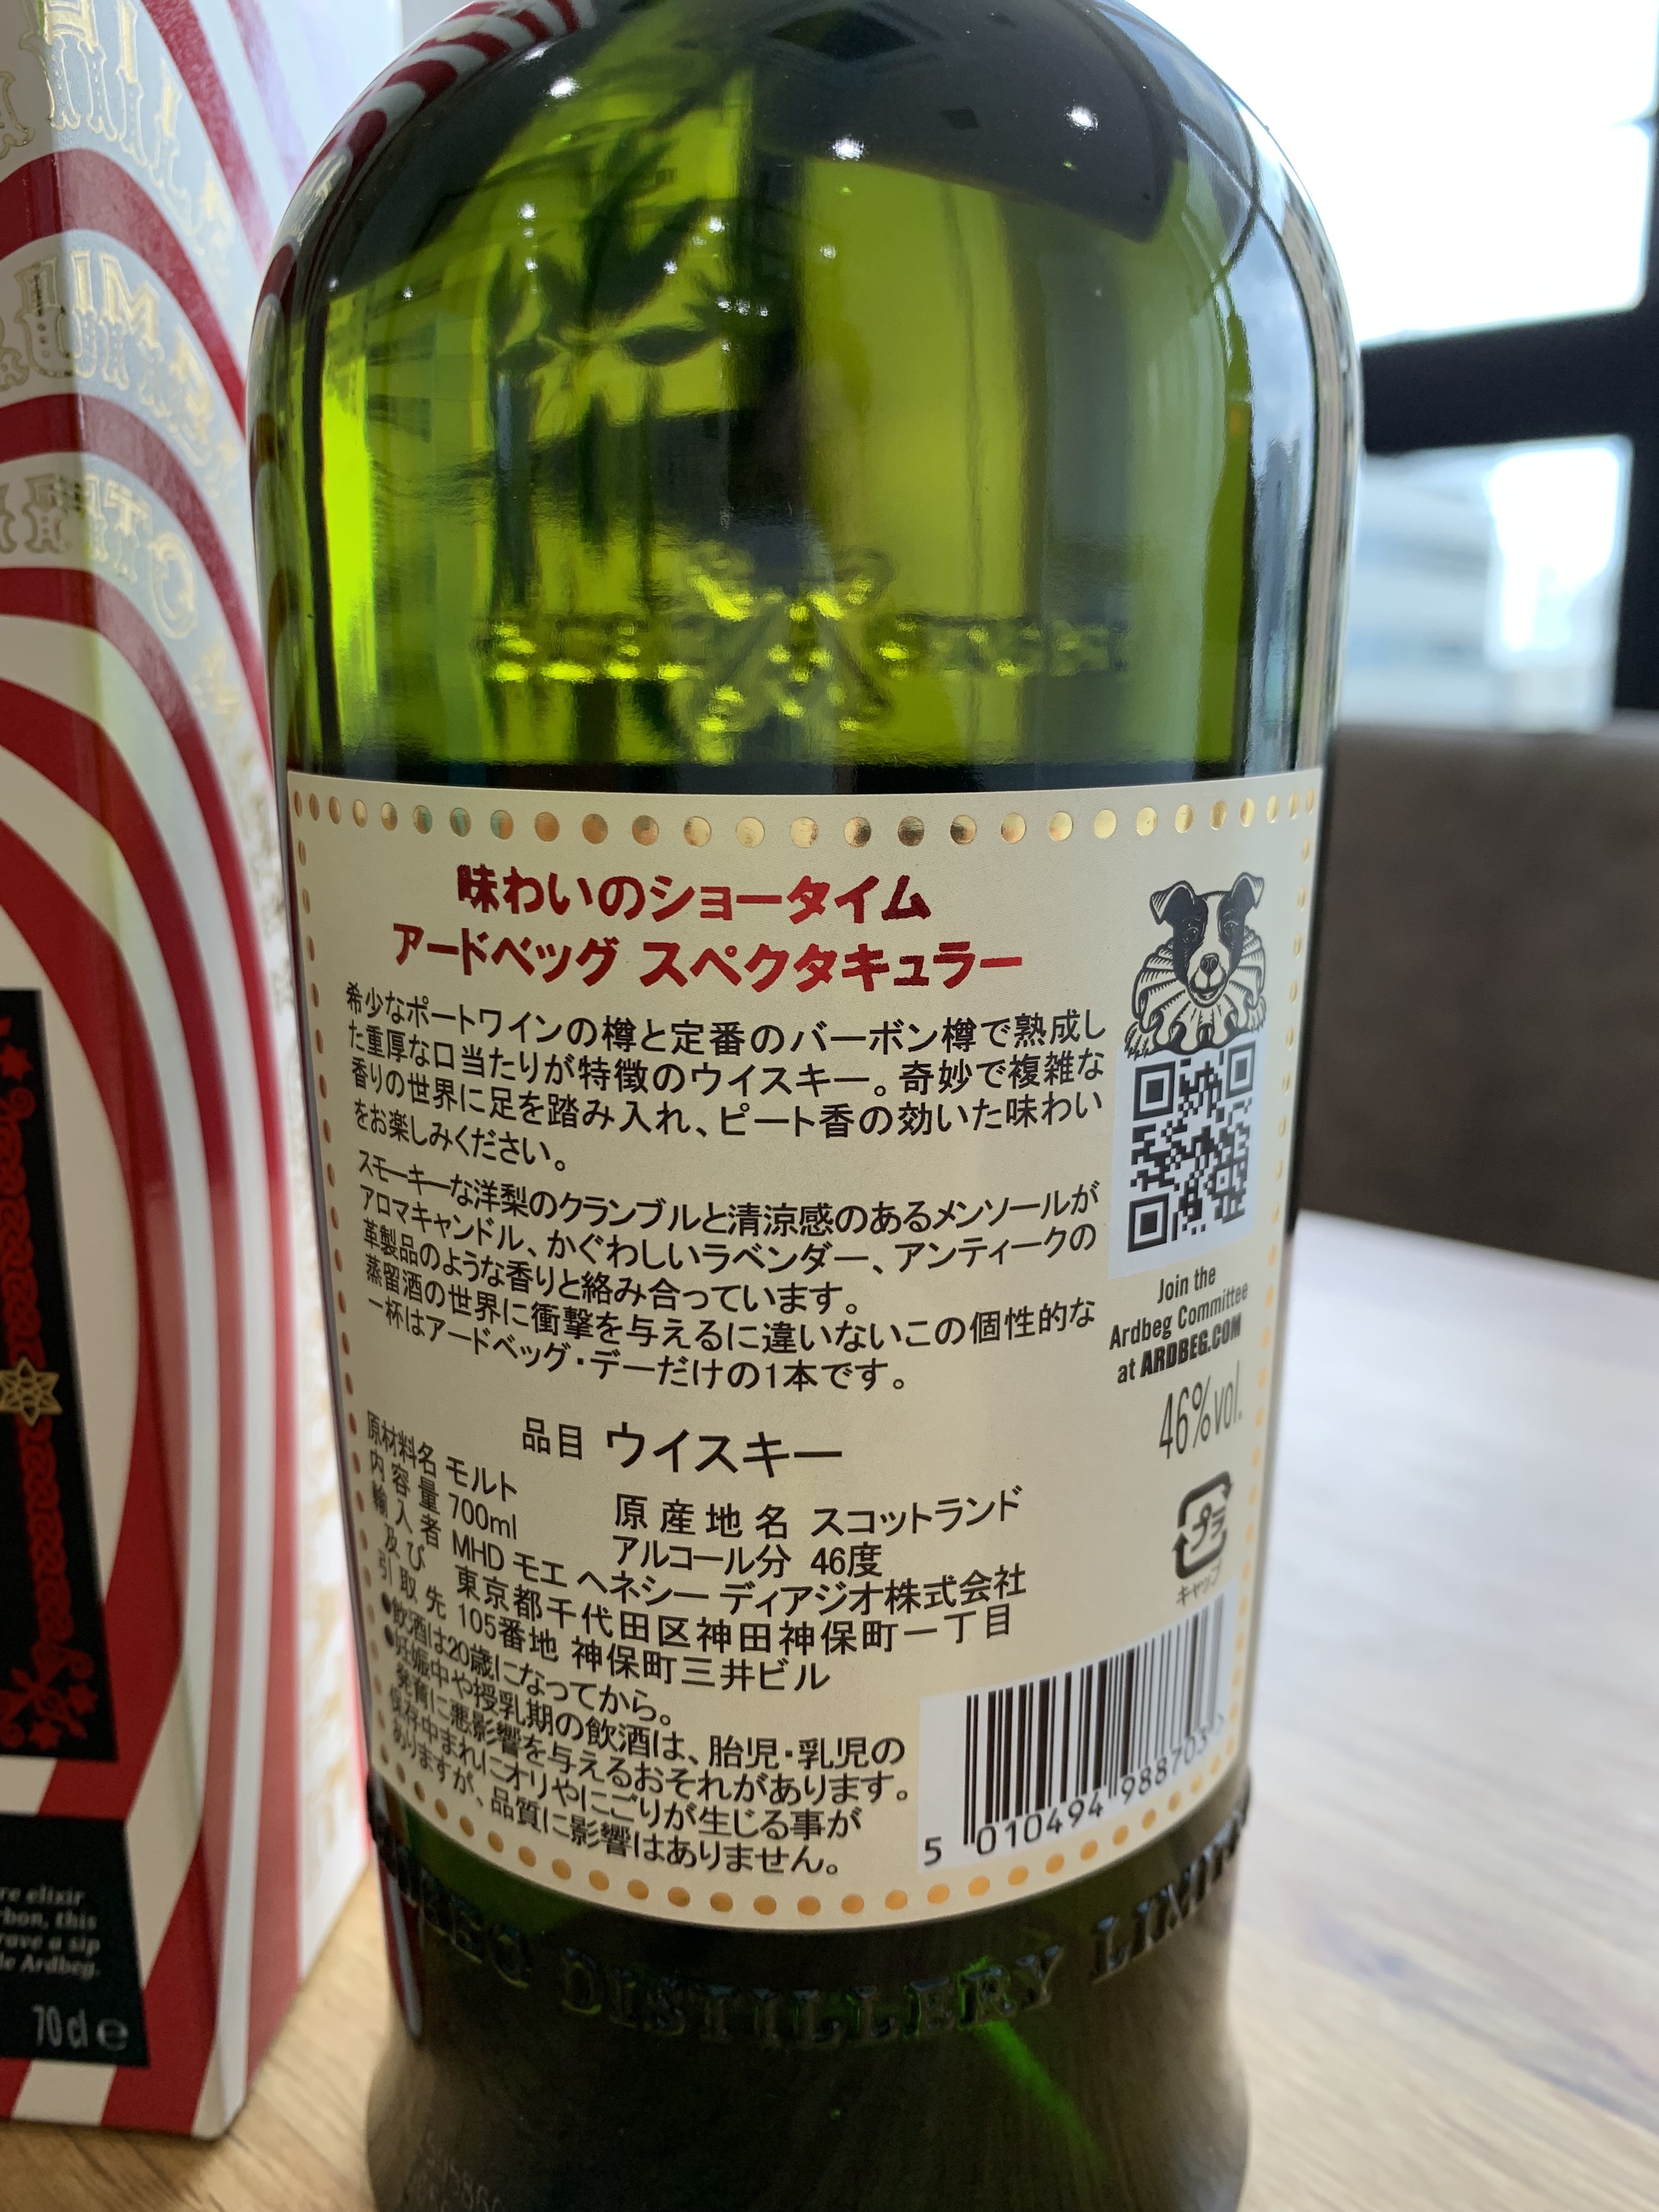 味わいのショータイム
アードベッグ スペクタキュラー
希少なポートワインの樽と定番のバーボン樽で熟成し
た重厚な口当たりが特徴のウイスキー。奇妙で複雑な
香りの世界に足を踏み入れ、ピート香の効いた味わい
をお楽しみください。
スモーキーな洋梨のクランブルと清涼感のあるメンソールが
アロマキャンドル、かぐわしいラベンダー、アンティークの
革製品のような香りと絡み合っています。
蒸留酒の世界に衝撃を与えるに違いないこの個性的な
一杯はアードベッグ・デーだけの1本です。
品目 ウイスキー
原材料名 モルト
原産地名 スコットランド
内容量 700ml
アルコール分 46度
輸入者 MHD モエ ヘネシー ディアジオ株式会社
及び 東京都千代田区神田神保町一丁目
引取先 105番地 神保町三井ビル
●飲酒は20歳になってから。
●妊娠中や授乳期の飲酒は、胎児・乳児の
発育に悪影響を与えるおそれがあります。
保存中まれにオリやにごりが生じる事が
ありますが、品質に影響はありません。
Join the
Ardbeg Committee
at ARDBEG.COM
46%vol.
プラ
キャップ
5 010494 988703 >
DISTILLERY LIMITED
re elixir
rbon, this
rave a sip
le Ardbeg.
70 cl e